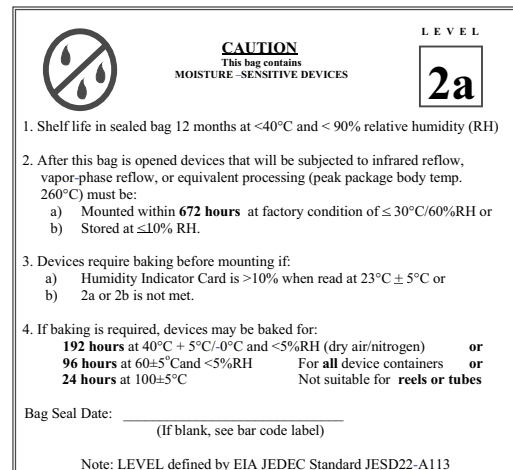 LEVEL
CAUTION
This bag contains
MOISTURE –SENSITIVE DEVICES
2a
1. Shelf life in sealed bag 12 months at <40°C and < 90% relative humidity (RH)
2. After this bag is opened devices that will be subjected to infrared reflow,
vapor-phase reflow, or equivalent processing (peak package body temp.
260°C) must be:
a) Mounted within 672 hours at factory condition of ≤ 30°C/60%RH or
b) Stored at ≤10% RH.
3. Devices require baking before mounting if:
a) Humidity Indicator Card is >10% when read at 23°C ± 5°C or
b) 2a or 2b is not met.
4. If baking is required, devices may be baked for:
192 hours at 40°C + 5°C/-0°C and <5%RH (dry air/nitrogen) or
96 hours at 60±5°Cand <5%RH For all device containers or
24 hours at 100±5°C Not suitable for reels or tubes
Bag Seal Date: ______________________________
(If blank, see bar code label)
Note: LEVEL defined by EIA JEDEC Standard JESD22-A113